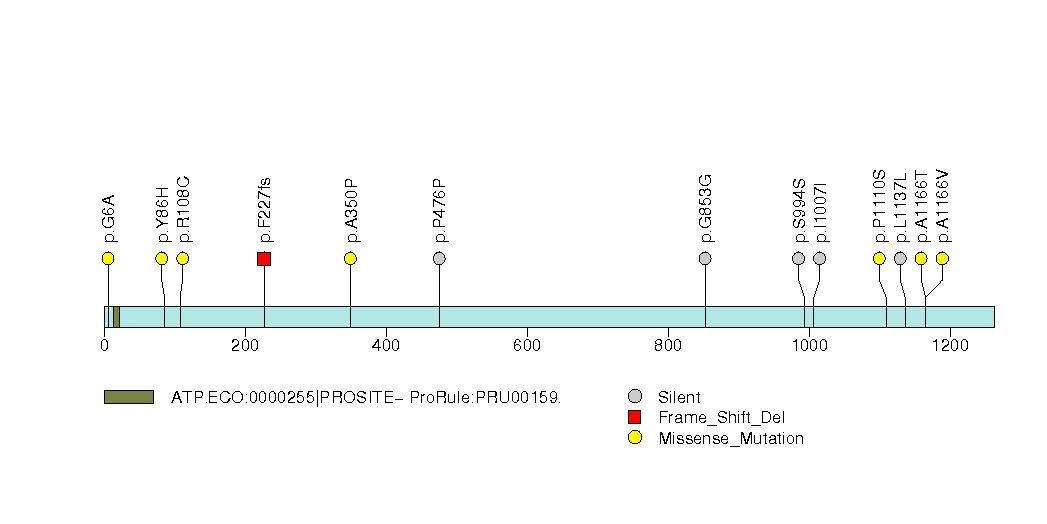 p.G6A
p.Y86H
p.R108C
p.F227fs
p.A350P
p.P476P
p.G853G
p.S994S
p.I1007I
p.P1110S
p.L1137L
p.A1166T
p.A1166V
0 200 400 600 800 1000 1200
ATP.ECO:0000255|PROSITE− ProRule:PRU00159.
Silent
Frame_Shift_Del
Missense_Mutation